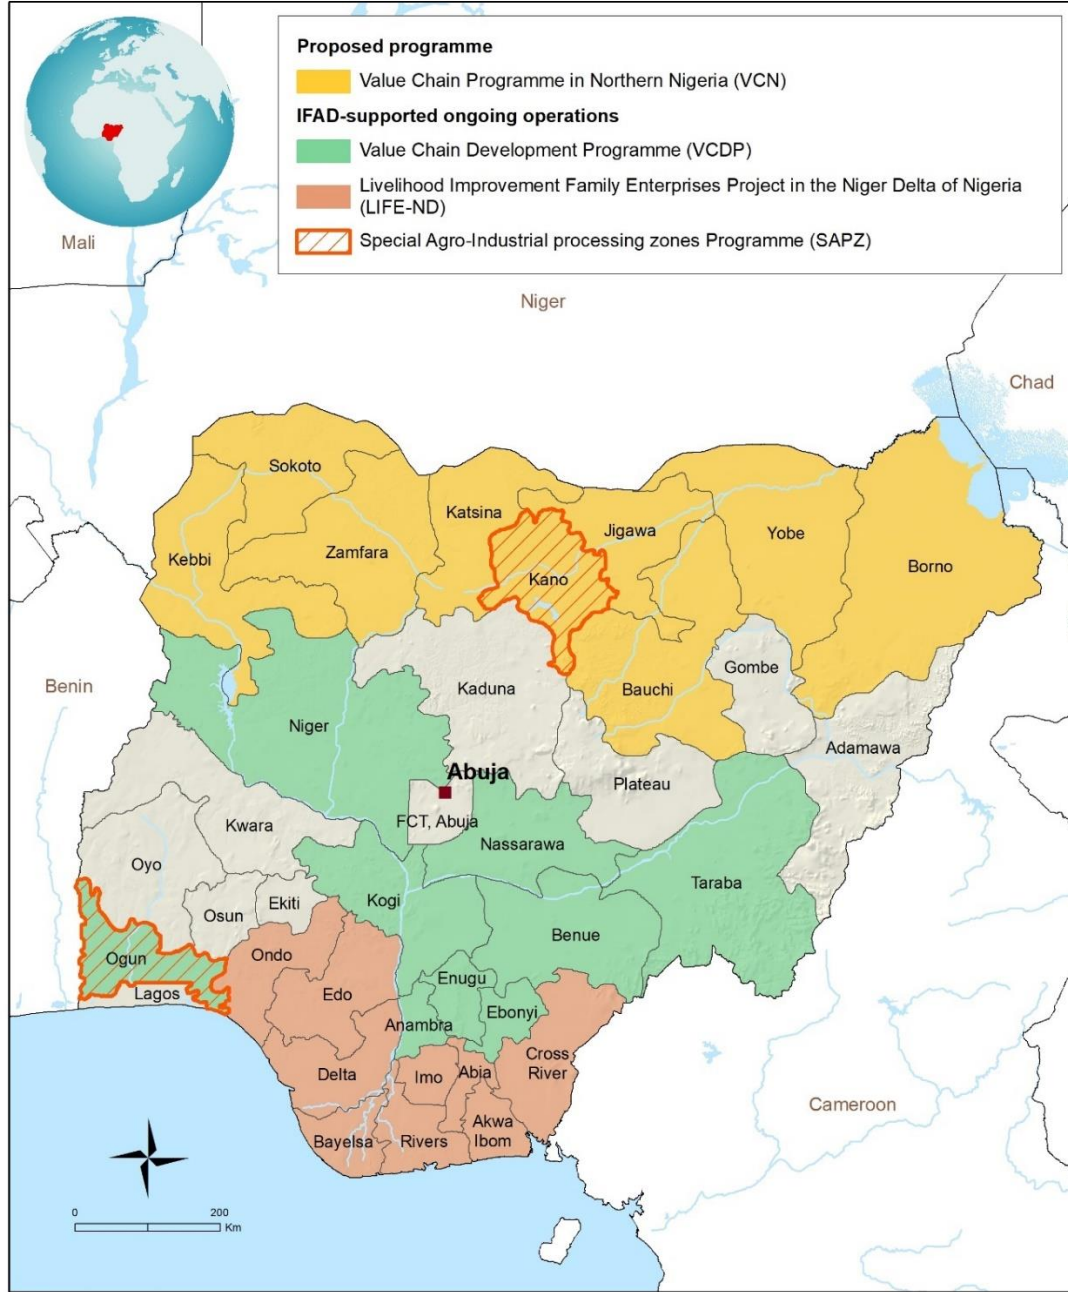 Proposed programme
Value Chain Programme in Northern Nigeria (VCN)
IFAD-supported ongoing operations
Value Chain Development Programme (VCDP)
Livelihood Improvement Family Enterprises Project in the Niger Delta of Nigeria
(LIFE-ND)
Special Agro-Industrial processing zones Programme (SAPZ)
Mali
Niger
Chad
Sokoto
Katsina
Jigawa
Yobe
Kebbi
Zamfara
Kano
Borno
Benin
Kaduna
Gombe
Bauchi
Niger
Adamawa
Abuja
Plateau
FCT, Abuja
Kwara
Nassarawa
Oyo
Taraba
Kogi
Ekiti
Osun
Benue
Ogun
Ondo
Enugu
Lagos
Edo
Ebonyi
Anambra
Cross
River
Delta
Imo
Abia
Cameroon
Akwa
Ibom
Bayelsa
Rivers
0 200
Km